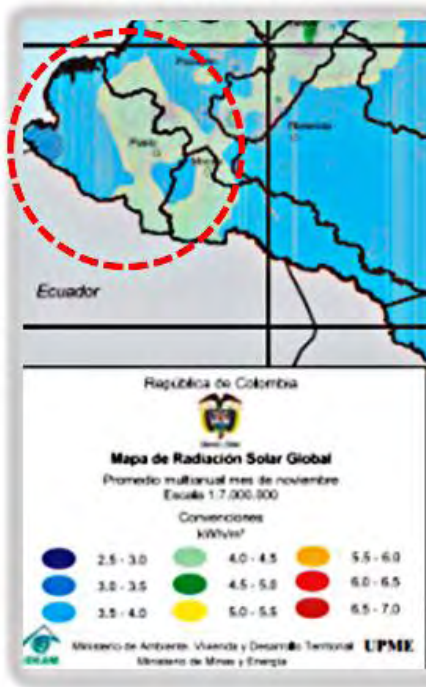 Pasto
Ecuador
República de Colombia
Mapa de Radiación Solar Global
Promedio multianual mes de noviembre
Escala 1:7.000.000
Convenciones
kWh/m²
2.5 - 3.0 4.0 - 4.5 5.5 - 6.0
3.0 - 3.5 4.5 - 5.0 6.0 - 6.5
3.5 - 4.0 5.0 - 5.5 6.5 - 7.0
IDEAM Ministerio de Ambiente, Vivienda y Desarrollo Territorial UPME
Ministerio de Minas y Energía